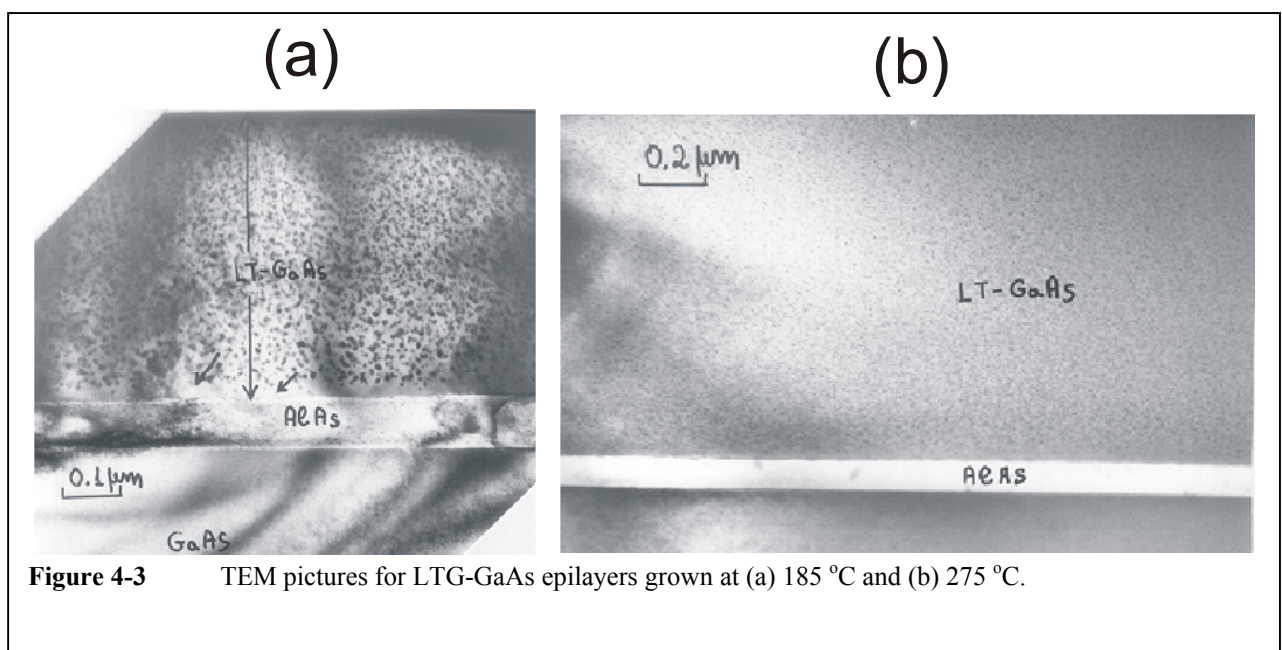 (a)
(b)
0.2 μm
LT-GaAs
LT-GaAs
AlAs
AlAs
0.1 μm
GaAs
Figure 4-3 TEM pictures for LTG-GaAs epilayers grown at (a) 185 °C and (b) 275 °C.